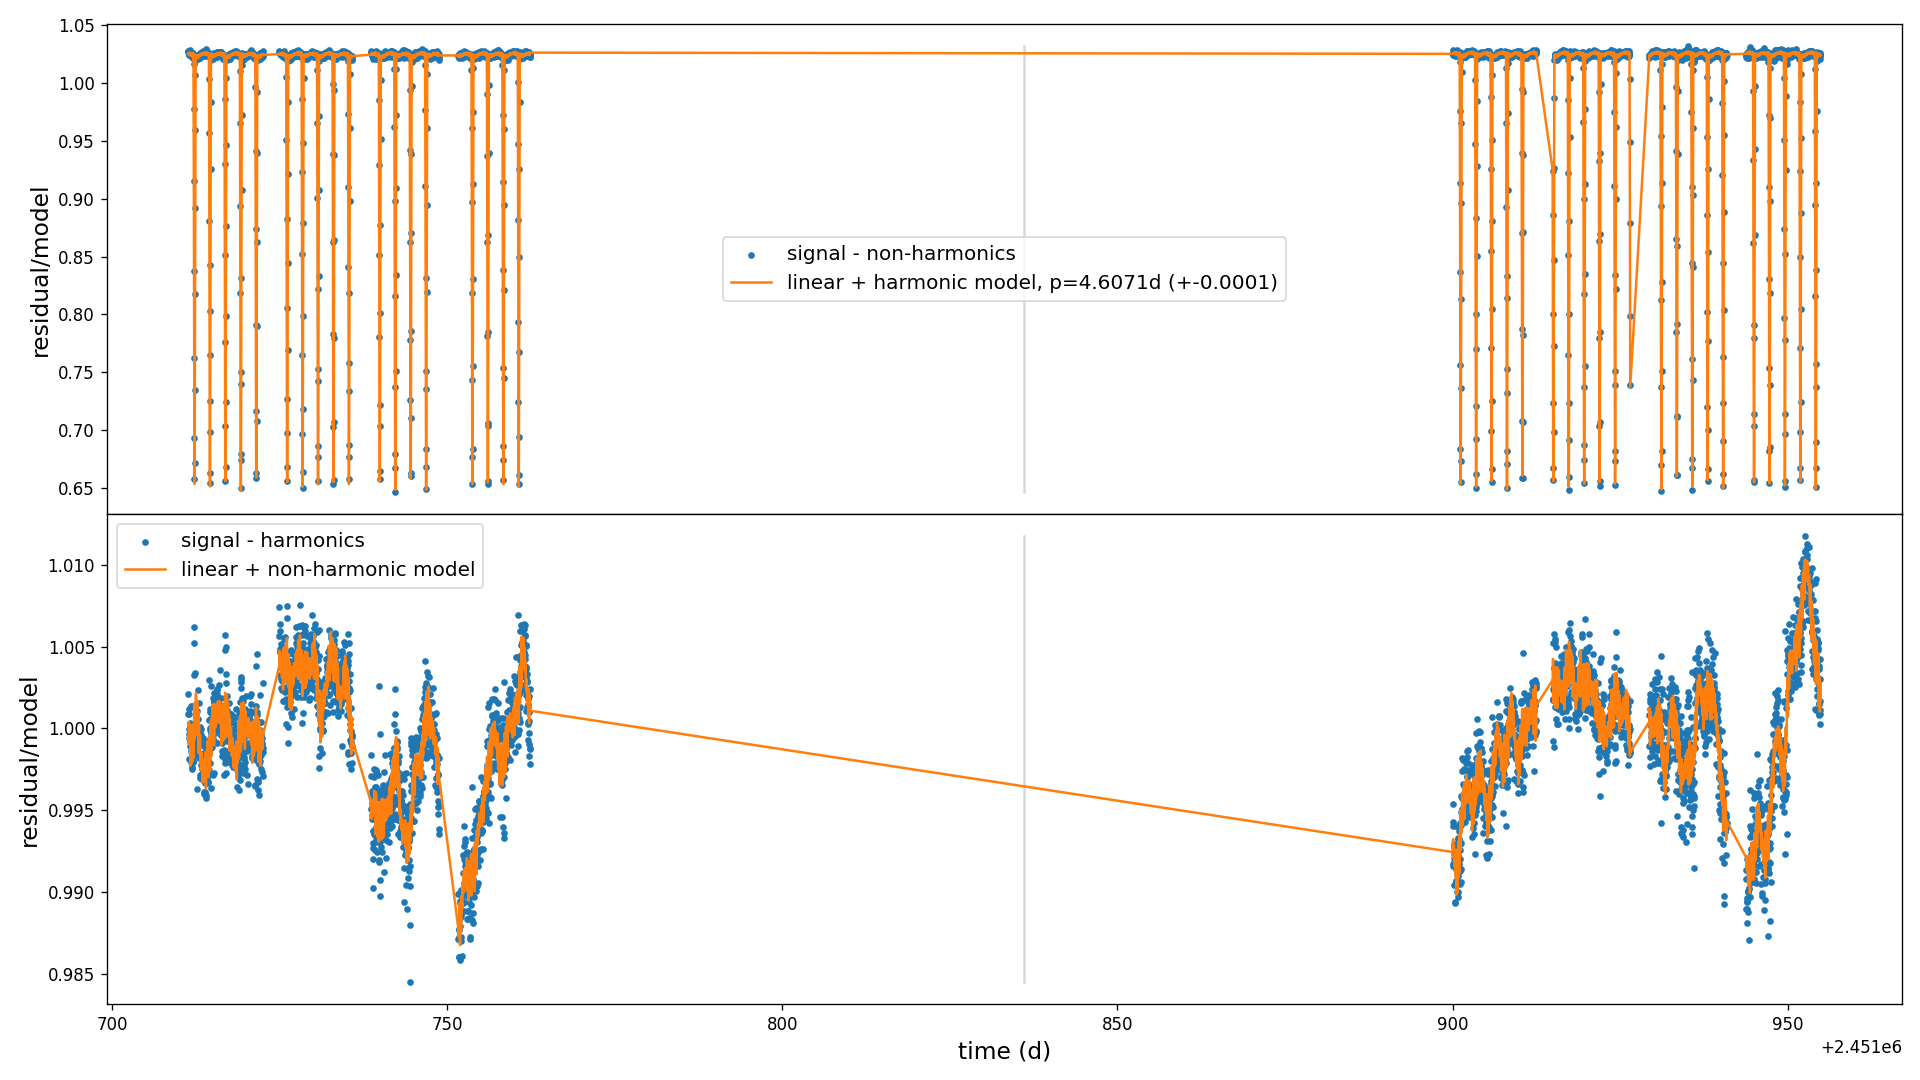 1.05
1.00
0.95
0.90
0.85
0.80
0.75
0.70
0.65
residual/model
signal - non-harmonics
linear + harmonic model, p=4.6071d (+-0.0001)
signal - harmonics
linear + non-harmonic model
1.010
1.005
1.000
0.995
0.990
0.985
residual/model
700
750
800
850
900
950
time (d)
+2.451e6